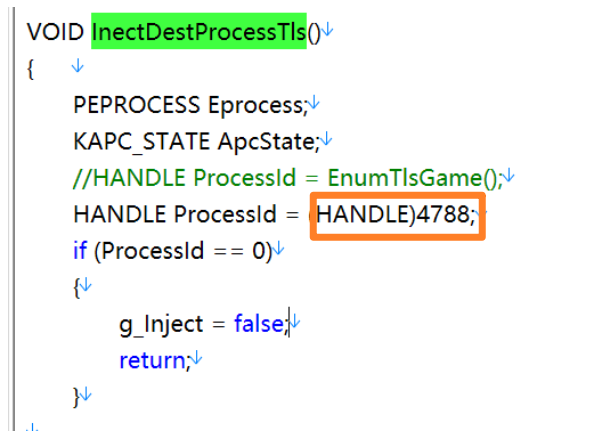 VOID InectDestProcessTls()↓
{ ↓
PEPROCESS Eprocess;↓
KAPC_STATE ApcState;↓
//HANDLE ProcessId = EnumTlsGame();↓
HANDLE ProcessId = (HANDLE)4788;↓
if (ProcessId == 0)↓
{↓
g_Inject = false;↓
return;↓
}↓
↓